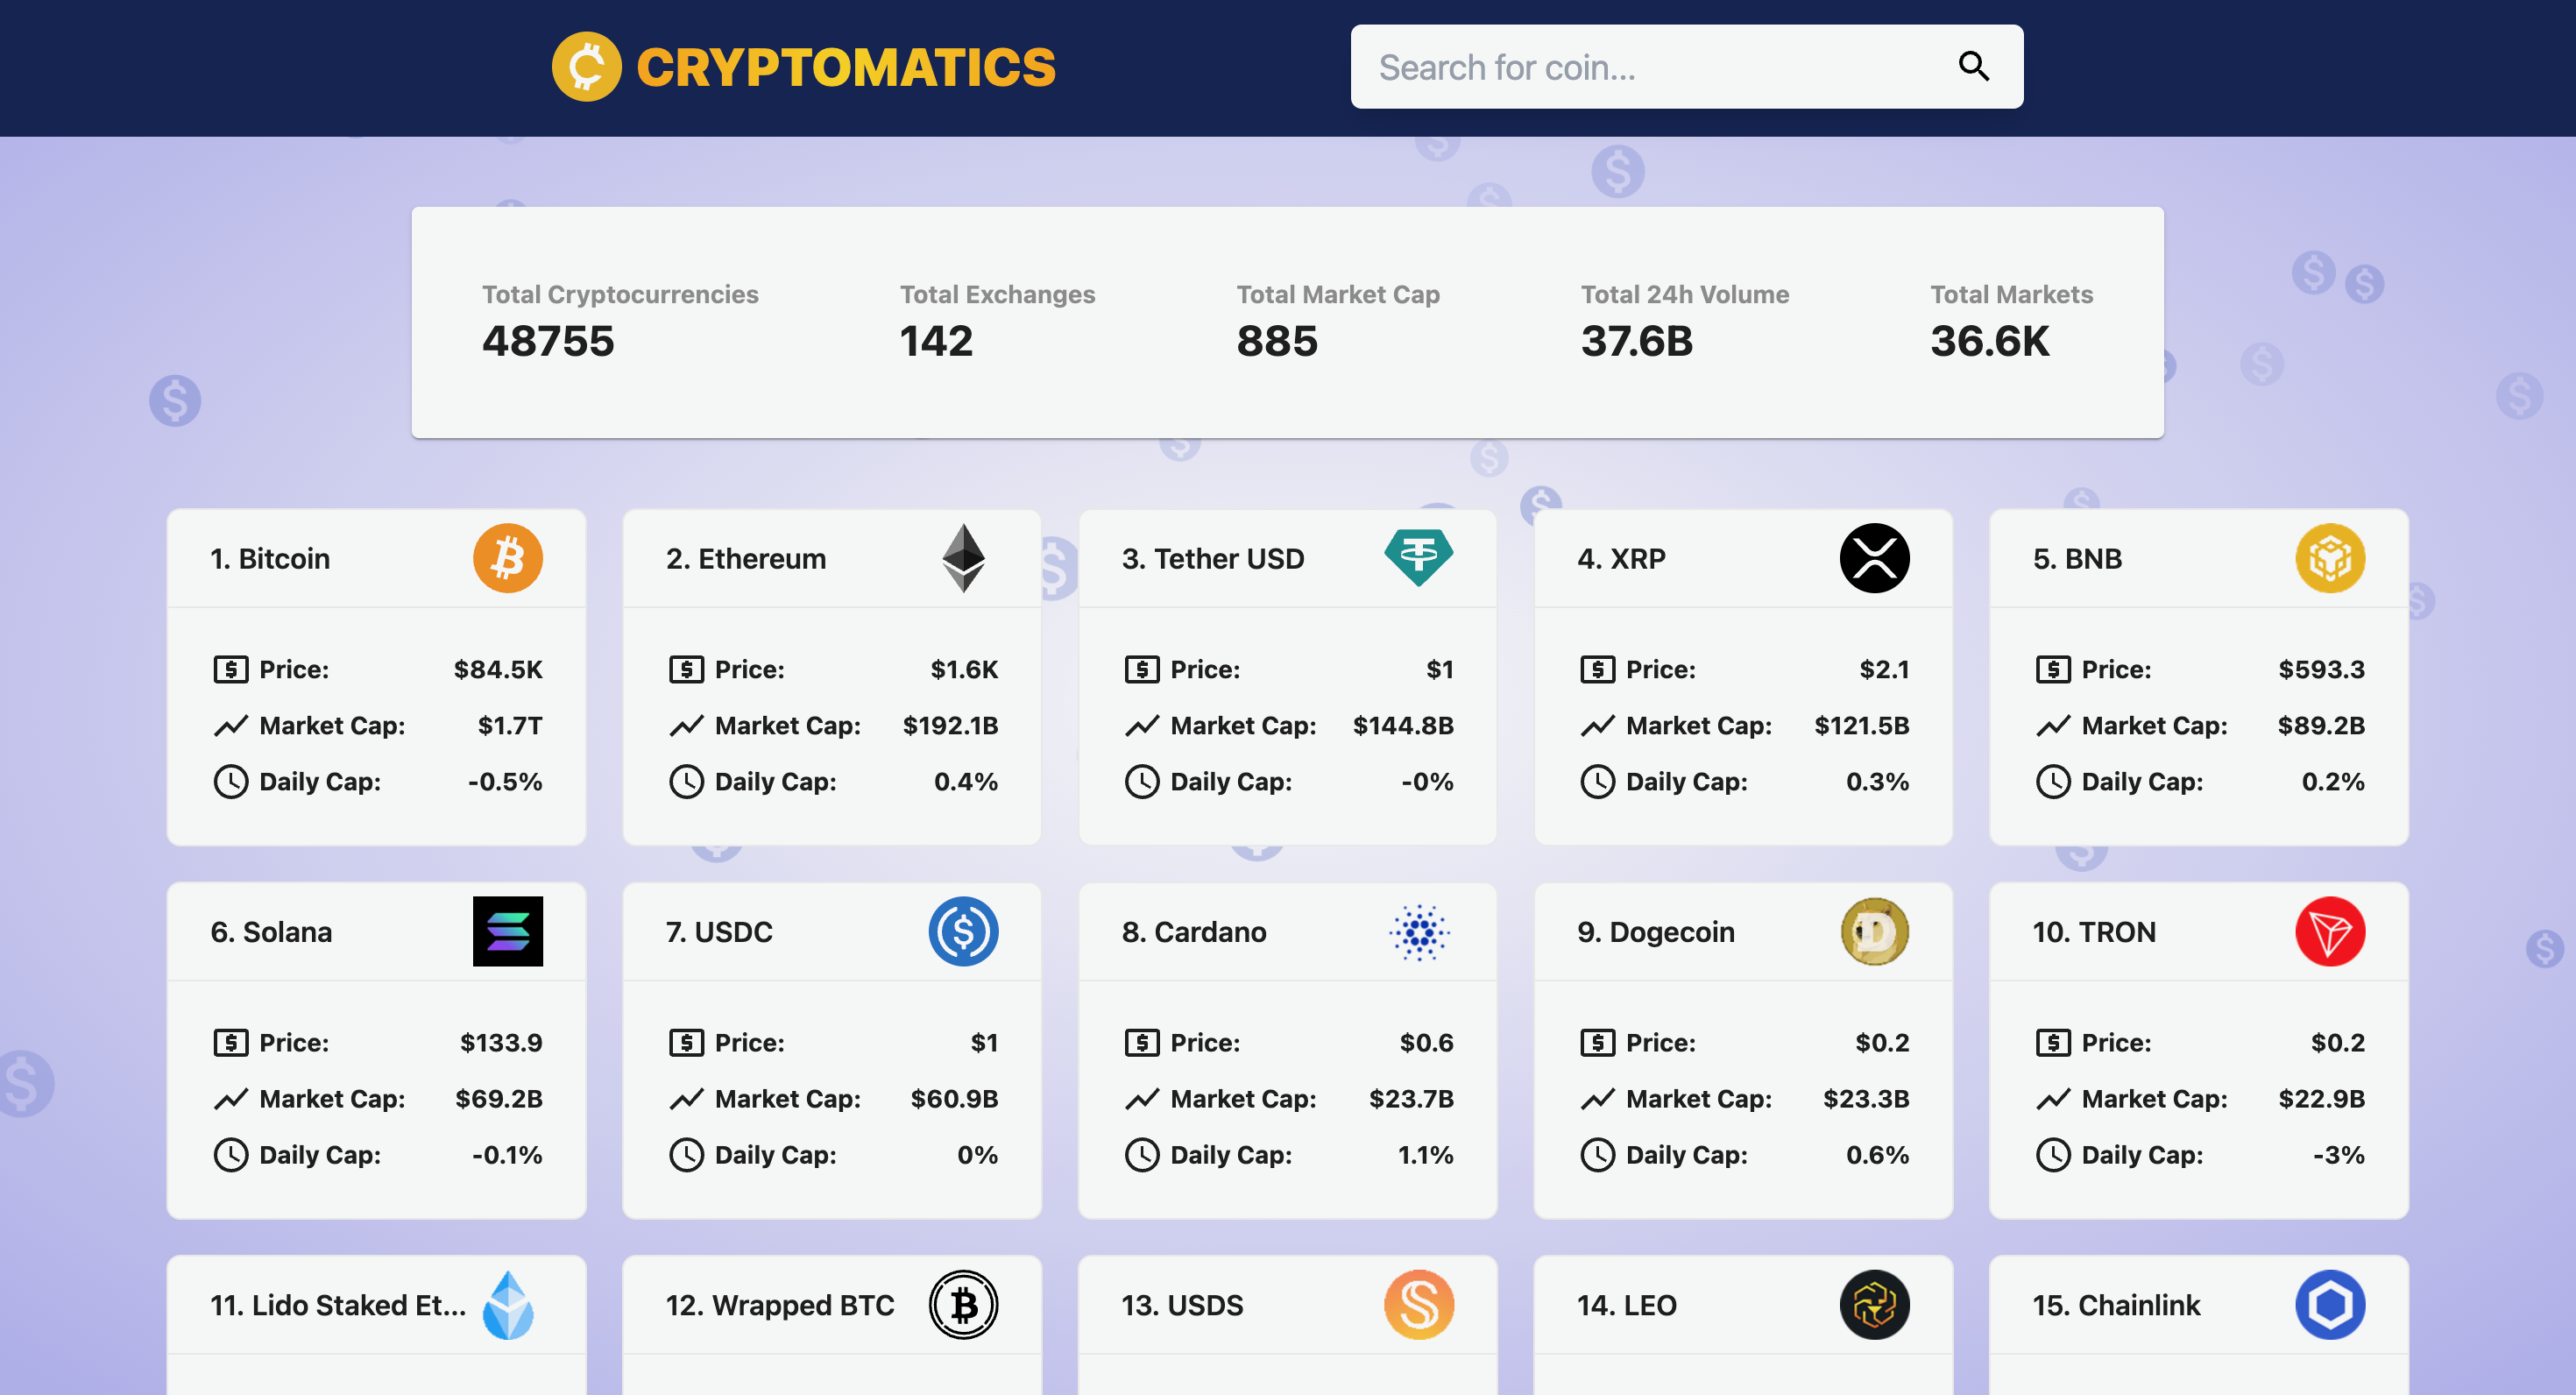 CRYPTOMATICS
Search for coin...
Total Cryptocurrencies
48755
Total Exchanges
142
Total Market Cap
885
Total 24h Volume
37.6B
Total Markets
36.6K
1. Bitcoin
Price: $84.5K
Market Cap: $1.7T
Daily Cap: -0.5%
2. Ethereum
Price: $1.6K
Market Cap: $192.1B
Daily Cap: 0.4%
3. Tether USD
Price: $1
Market Cap: $144.8B
Daily Cap: -0%
4. XRP
Price: $2.1
Market Cap: $121.5B
Daily Cap: 0.3%
5. BNB
Price: $593.3
Market Cap: $89.2B
Daily Cap: 0.2%
6. Solana
Price: $133.9
Market Cap: $69.2B
Daily Cap: -0.1%
7. USDC
Price: $1
Market Cap: $60.9B
Daily Cap: 0%
8. Cardano
Price: $0.6
Market Cap: $23.7B
Daily Cap: 1.1%
9. Dogecoin
Price: $0.2
Market Cap: $23.3B
Daily Cap: 0.6%
10. TRON
Price: $0.2
Market Cap: $22.9B
Daily Cap: -3%
11. Lido Staked Et...
12. Wrapped BTC
13. USDS
14. LEO
15. Chainlink